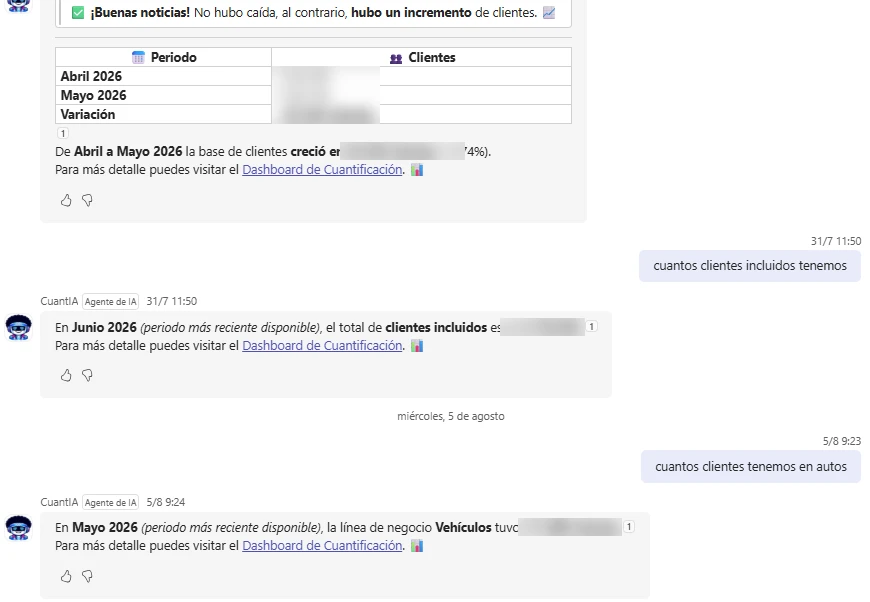 ¡Buenas noticias! No hubo caída, al contrario, hubo un incremento de clientes.
Periodo Clientes
Abril 2026
Mayo 2026
Variación
1
De Abril a Mayo 2026 la base de clientes creció 74%).
Para más detalle puedes visitar el Dashboard de Cuantificación.
31/7 11:50
cuantos clientes incluidos tenemos
CuantIA Agente de IA 31/7 11:50
En Junio 2026 (periodo más reciente disponible), el total de clientes incluidos es 1
Para más detalle puedes visitar el Dashboard de Cuantificación.
miércoles, 5 de agosto
5/8 9:23
cuantos clientes tenemos en autos
CuantIA Agente de IA 5/8 9:24
En Mayo 2026 (periodo más reciente disponible), la línea de negocio Vehículos 1
Para más detalle puedes visitar el Dashboard de Cuantificación.